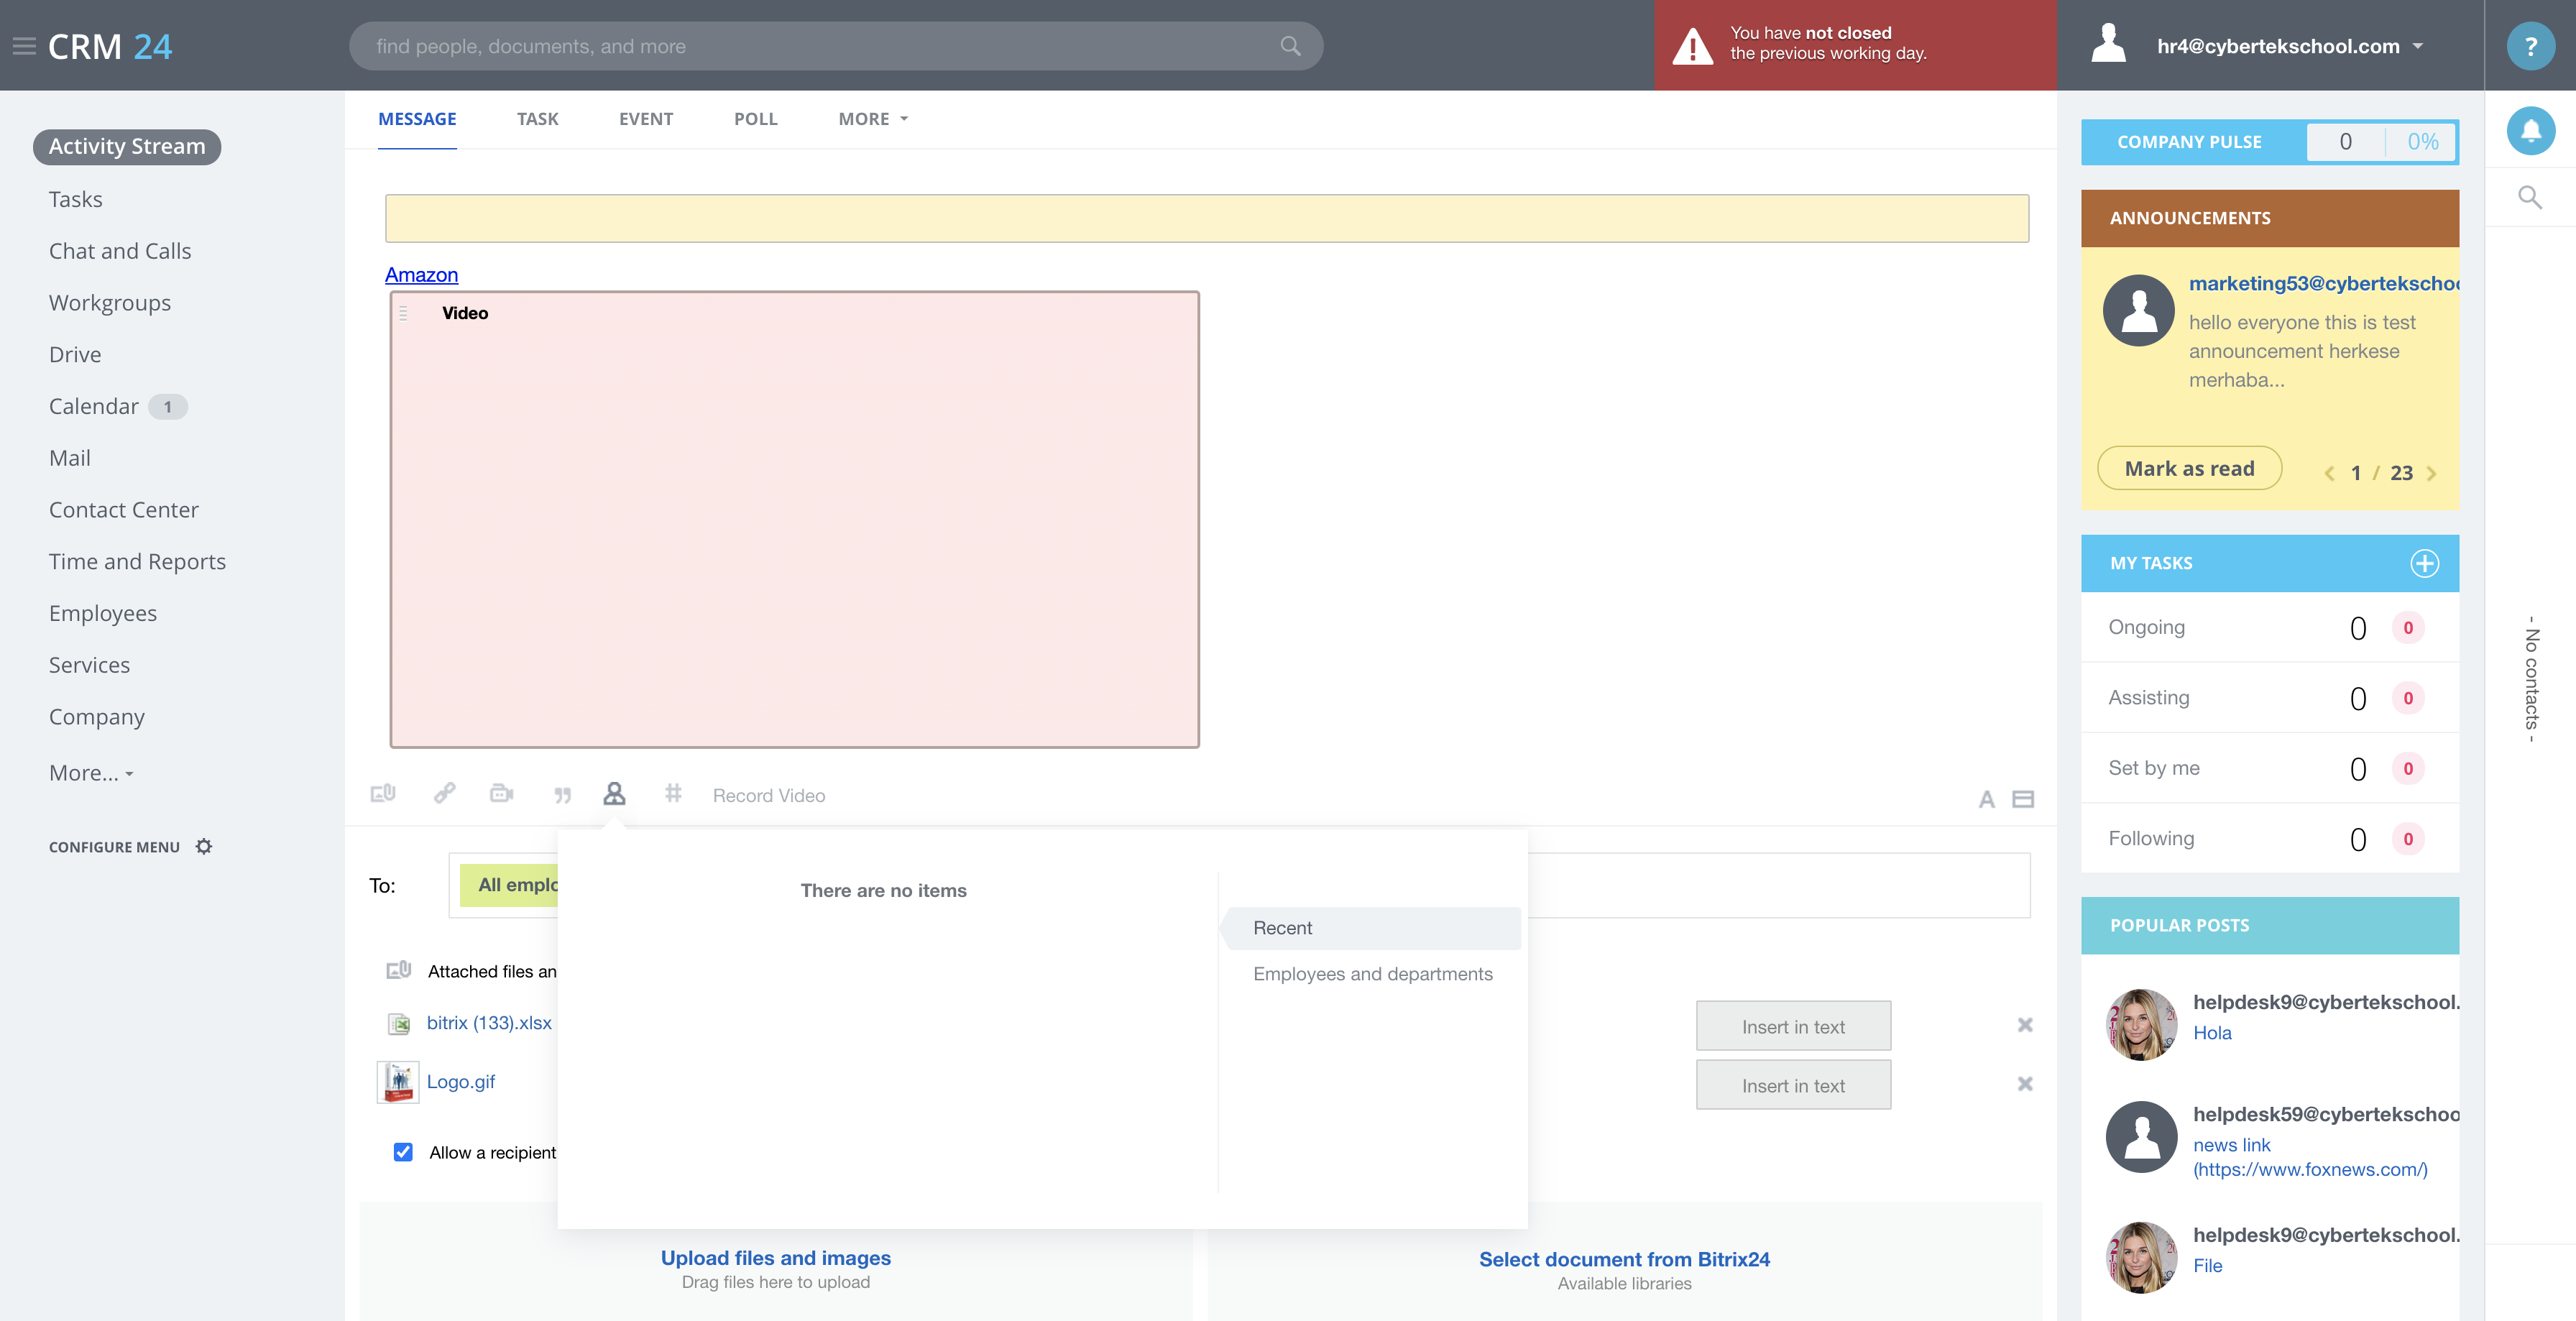 CRM 24
find people, documents, and more
You have not closed
the previous working day.
hr4@cybertekschool.com
?
Activity Stream
Tasks
Chat and Calls
Workgroups
Drive
Calendar 1
Mail
Contact Center
Time and Reports
Employees
Services
Company
More...
CONFIGURE MENU
MESSAGE TASK EVENT POLL MORE
Amazon
Video
Record Video
A
To:
All emplo
There are no items
Recent
Employees and departments
Attached files an
bitrix (133).xlsx
Insert in text
Logo.gif
Insert in text
Allow a recipient
Upload files and images
Drag files here to upload
Select document from Bitrix24
Available libraries
COMPANY PULSE 0 0%
ANNOUNCEMENTS
marketing53@cybertekschoo
hello everyone this is test
announcement herkese
merhaba...
Mark as read
1 / 23
MY TASKS
Ongoing 0 0
Assisting 0 0
Set by me 0 0
Following 0 0
POPULAR POSTS
helpdesk9@cybertekschool.
Hola
helpdesk59@cybertekschoo
news link
(https://www.foxnews.com/)
helpdesk9@cybertekschool.
File
- No contacts -